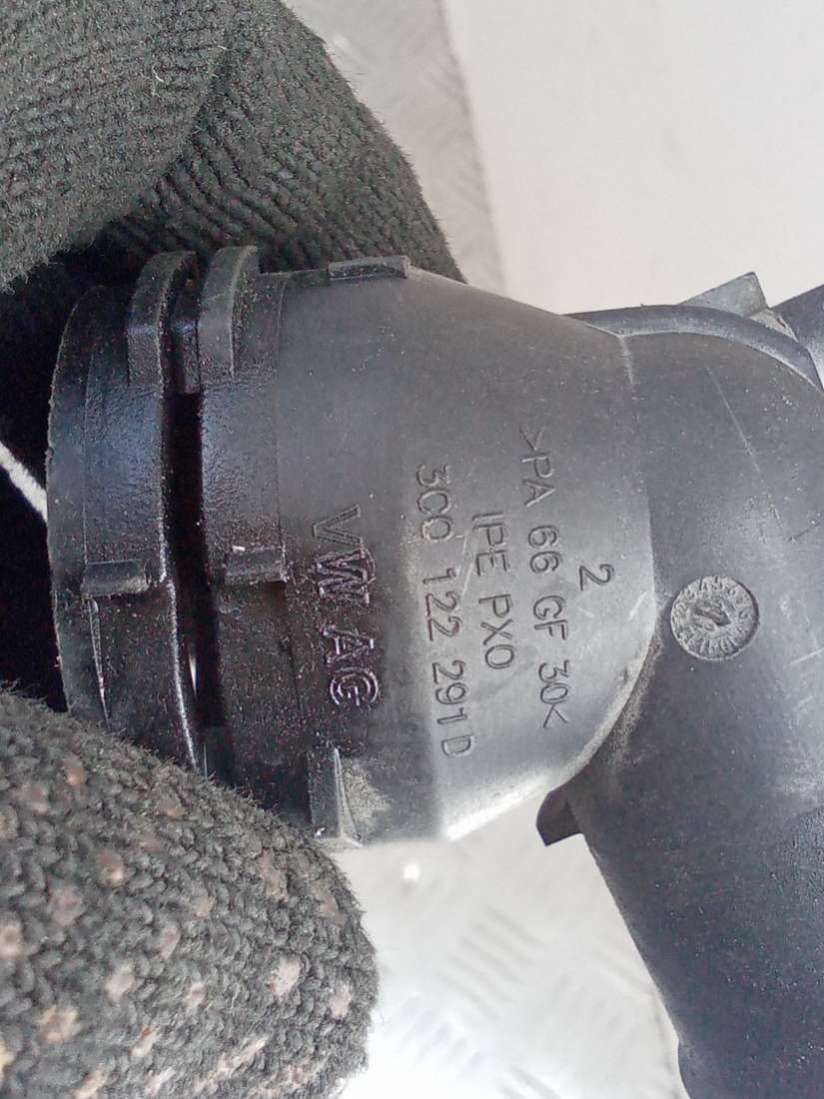 2
>PA 66 GF 30<
IPE PXO
3C0 122 291 D
VW AG